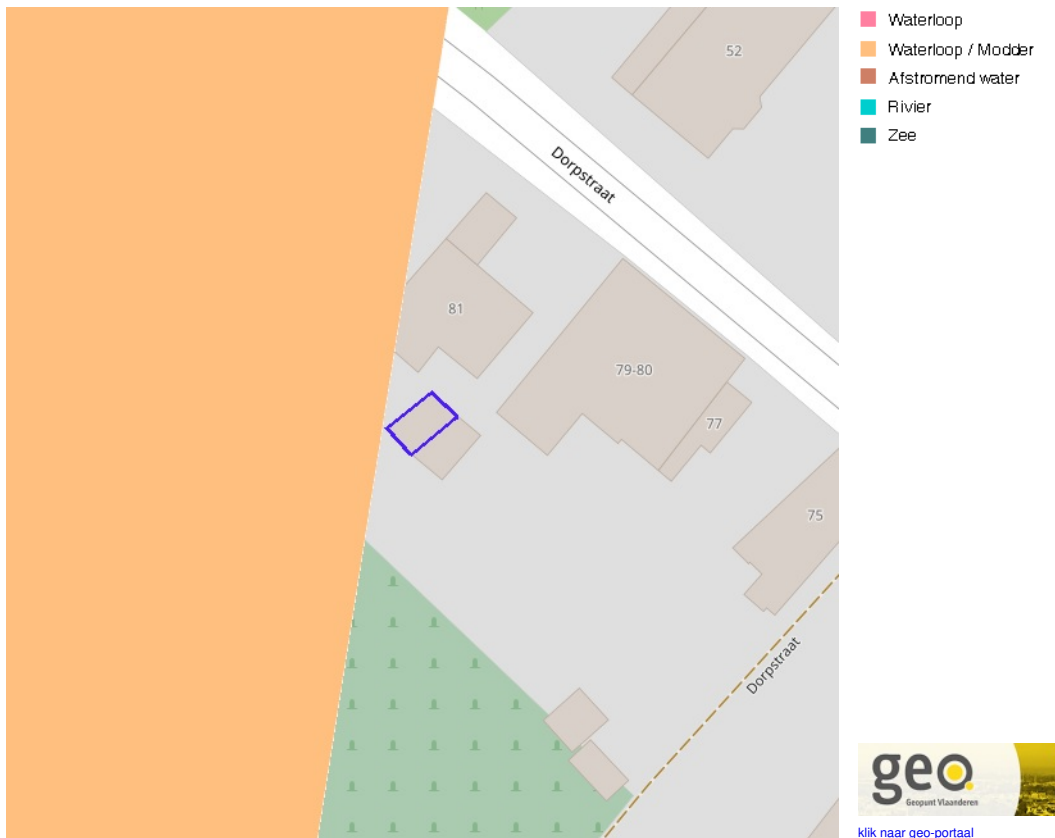 Waterloop
Waterloop / Modder
Afstromend water
Rivier
Zee
52
Dorpstraat
81
79-80
77
75
Dorpstraat
geo.
Geopunt Vlaanderen
klik naar geo-portaal